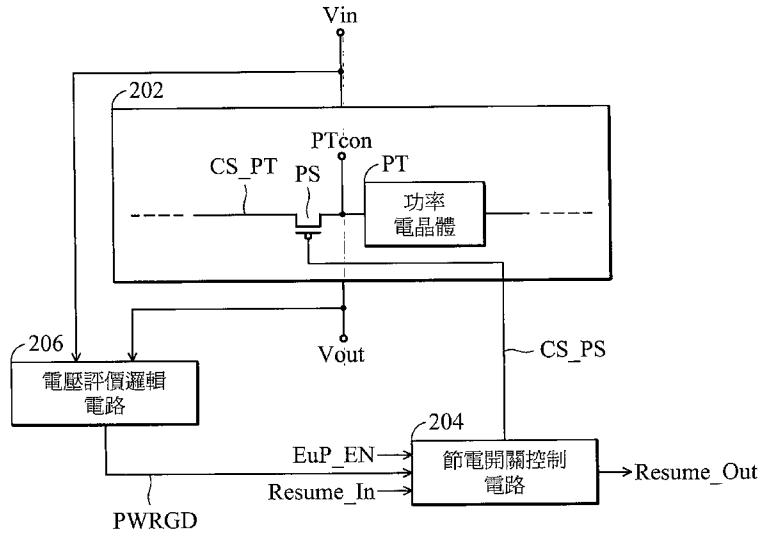 Vin
202
PTcon
CS_PT
PS
PT
功率
電晶體
Vout
CS_PS
206
電壓評價邏輯
電路
204
EuP_EN
節電開關控制
電路
Resume_In
Resume_Out
PWRGD